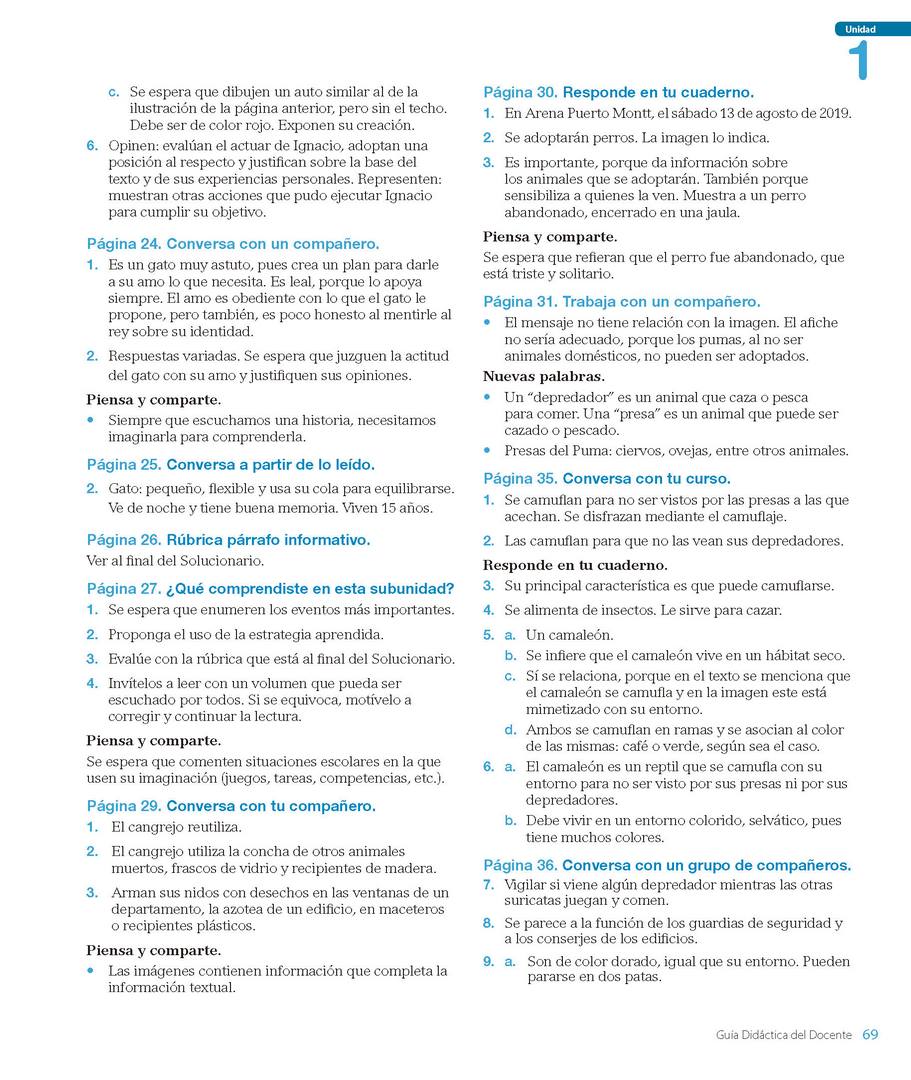 Unidad
1
c. Se espera que dibujen un auto similar al de la
ilustración de la página anterior, pero sin el techo.
Debe ser de color rojo. Exponen su creación.
6. Opinen: evalúan el actuar de Ignacio, adoptan una
posición al respecto y justifican sobre la base del
texto y de sus experiencias personales. Representen:
muestran otras acciones que pudo ejecutar Ignacio
para cumplir su objetivo.
Página 24. Conversa con un compañero.
1. Es un gato muy astuto, pues crea un plan para darle
a su amo lo que necesita. Es leal, porque lo apoya
siempre. El amo es obediente con lo que el gato le
propone, pero también, es poco honesto al mentirle al
rey sobre su identidad.
2. Respuestas variadas. Se espera que juzguen la actitud
del gato con su amo y justifiquen sus opiniones.
Piensa y comparte.
• Siempre que escuchamos una historia, necesitamos
imaginarla para comprenderla.
Página 25. Conversa a partir de lo leído.
2. Gato: pequeño, flexible y usa su cola para equilibrarse.
Ve de noche y tiene buena memoria. Viven 15 años.
Página 26. Rúbrica párrafo informativo.
Ver al final del Solucionario.
Página 27. ¿Qué comprendiste en esta subunidad?
1. Se espera que enumeren los eventos más importantes.
2. Proponga el uso de la estrategia aprendida.
3. Evalúe con la rúbrica que está al final del Solucionario.
4. Invítelos a leer con un volumen que pueda ser
escuchado por todos. Si se equivoca, motívelo a
corregir y continuar la lectura.
Piensa y comparte.
Se espera que comenten situaciones escolares en la que
usen su imaginación (juegos, tareas, competencias, etc.).
Página 29. Conversa con tu compañero.
1. El cangrejo reutiliza.
2. El cangrejo utiliza la concha de otros animales
muertos, frascos de vidrio y recipientes de madera.
3. Arman sus nidos con desechos en las ventanas de un
departamento, la azotea de un edificio, en maceteros
o recipientes plásticos.
Piensa y comparte.
• Las imágenes contienen información que completa la
información textual.
Página 30. Responde en tu cuaderno.
1. En Arena Puerto Montt, el sábado 13 de agosto de 2019.
2. Se adoptarán perros. La imagen lo indica.
3. Es importante, porque da información sobre
los animales que se adoptarán. También porque
sensibiliza a quienes la ven. Muestra a un perro
abandonado, encerrado en una jaula.
Piensa y comparte.
Se espera que refieran que el perro fue abandonado, que
está triste y solitario.
Página 31. Trabaja con un compañero.
• El mensaje no tiene relación con la imagen. El afiche
no sería adecuado, porque los pumas, al no ser
animales domésticos, no pueden ser adoptados.
Nuevas palabras.
• Un “depredador” es un animal que caza o pesca
para comer. Una “presa” es un animal que puede ser
cazado o pescado.
• Presas del Puma: ciervos, ovejas, entre otros animales.
Página 35. Conversa con tu curso.
1. Se camuflan para no ser vistos por las presas a las que
acechan. Se disfrazan mediante el camuflaje.
2. Las camuflan para que no las vean sus depredadores.
Responde en tu cuaderno.
3. Su principal característica es que puede camuflarse.
4. Se alimenta de insectos. Le sirve para cazar.
5. a. Un camaleón.
b. Se infiere que el camaleón vive en un hábitat seco.
c. Sí se relaciona, porque en el texto se menciona que
el camaleón se camufla y en la imagen este está
mimetizado con su entorno.
d. Ambos se camuflan en ramas y se asocian al color
de las mismas: café o verde, según sea el caso.
6. a. El camaleón es un reptil que se camufla con su
entorno para no ser visto por sus presas ni por sus
depredadores.
b. Debe vivir en un entorno colorido, selvático, pues
tiene muchos colores.
Página 36. Conversa con un grupo de compañeros.
7. Vigilar si viene algún depredador mientras las otras
suricatas juegan y comen.
8. Se parece a la función de los guardias de seguridad y
a los conserjes de los edificios.
9. a. Son de color dorado, igual que su entorno. Pueden
pararse en dos patas.
Guía Didáctica del Docente 69